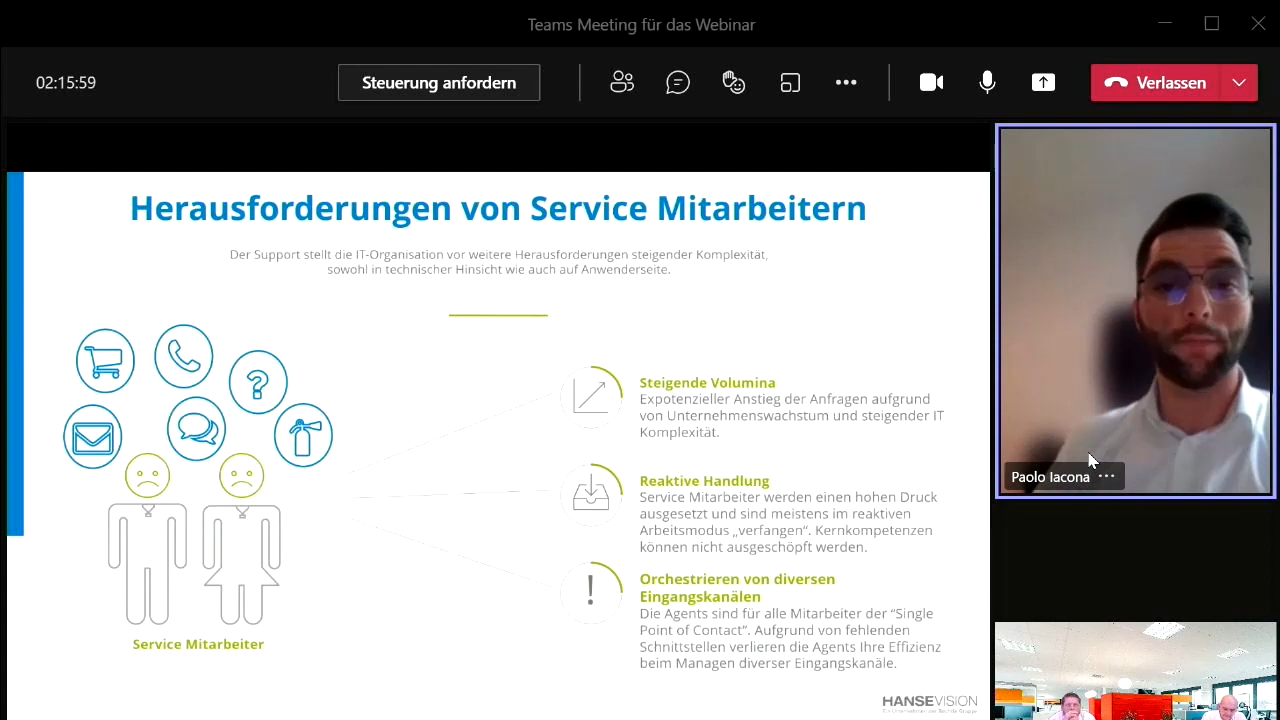 Teams Meeting für das Webinar
02:15:59
Steuerung anfordern
Verlassen
Herausforderungen von Service Mitarbeitern
Der Support stellt die IT-Organisation vor weitere Herausforderungen steigender Komplexität,
sowohl in technischer Hinsicht wie auch auf Anwenderseite.
Steigende Volumina
Expotenzieller Anstieg der Anfragen aufgrund
von Unternehmenswachstum und steigender IT
Komplexität.
Reaktive Handlung
Service Mitarbeiter werden einen hohen Druck
ausgesetzt und sind meistens im reaktiven
Arbeitsmodus „verfangen“. Kernkompetenzen
können nicht ausgeschöpft werden.
Orchestrieren von diversen
Eingangskanälen
Die Agents sind für alle Mitarbeiter der “Single
Point of Contact”. Aufgrund von fehlenden
Schnittstellen verlieren die Agents Ihre Effizienz
beim Managen diverser Eingangskanäle.
Service Mitarbeiter
HANSEVISION
Paolo Iacona